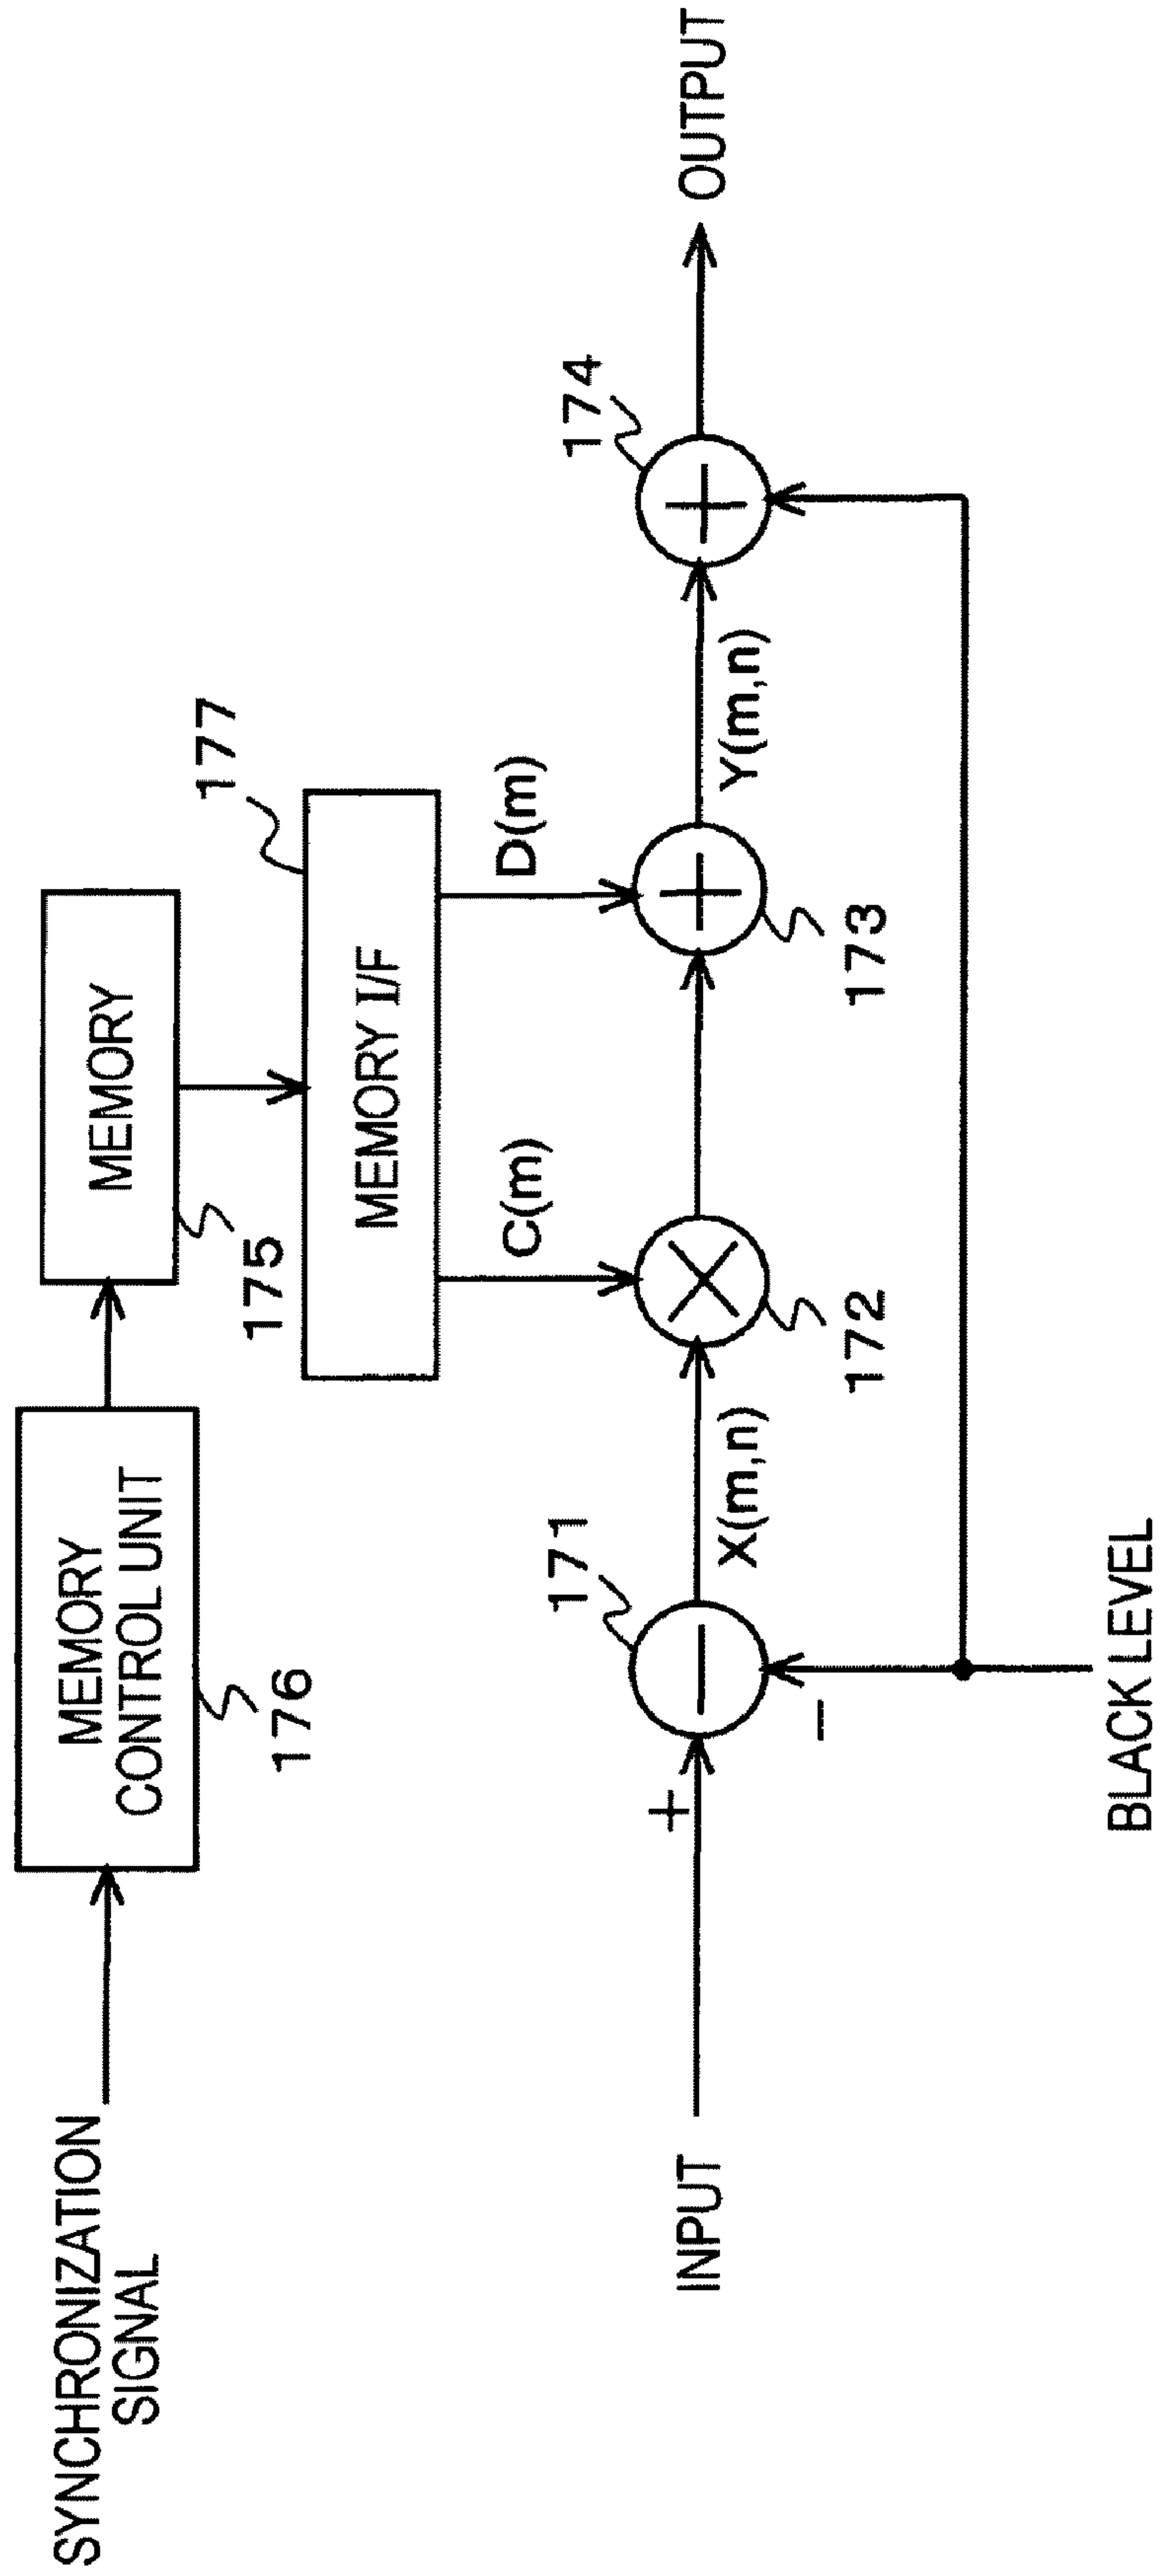 SYNCHRONIZATION
SIGNAL
MEMORY
CONTROL UNIT
176
MEMORY
175
MEMORY I/F
177
C(m)
D(m)
INPUT
+
−
171
X(m,n)
172
173
Y(m,n)
174
OUTPUT
BLACK LEVEL